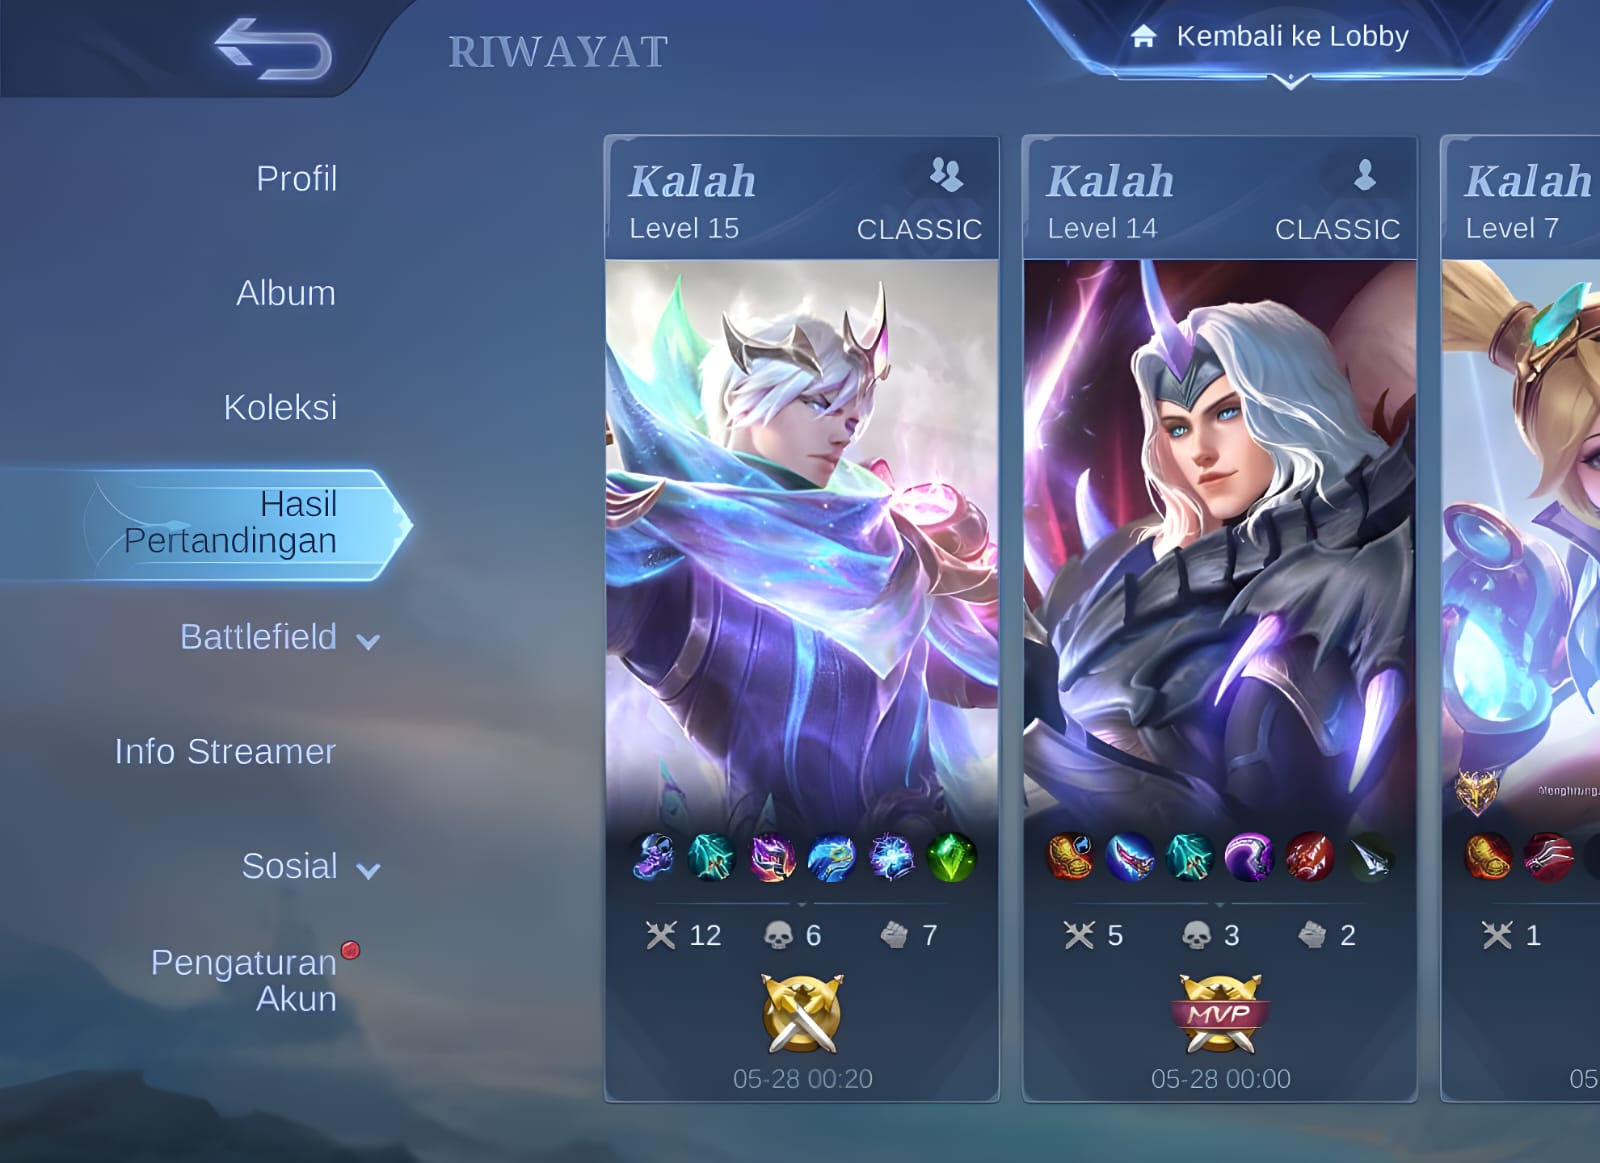 RIWAYAT
Kembali ke Lobby
Profil
Album
Koleksi
Hasil
Pertandingan
Battlefield
Info Streamer
Sosial
Pengaturan
Akun
Kalah
Level 15
CLASSIC
12
6
7
05-28 00:20
Kalah
Level 14
CLASSIC
5
3
2
MVP
05-28 00:00
Kalah
Level 7
1
05